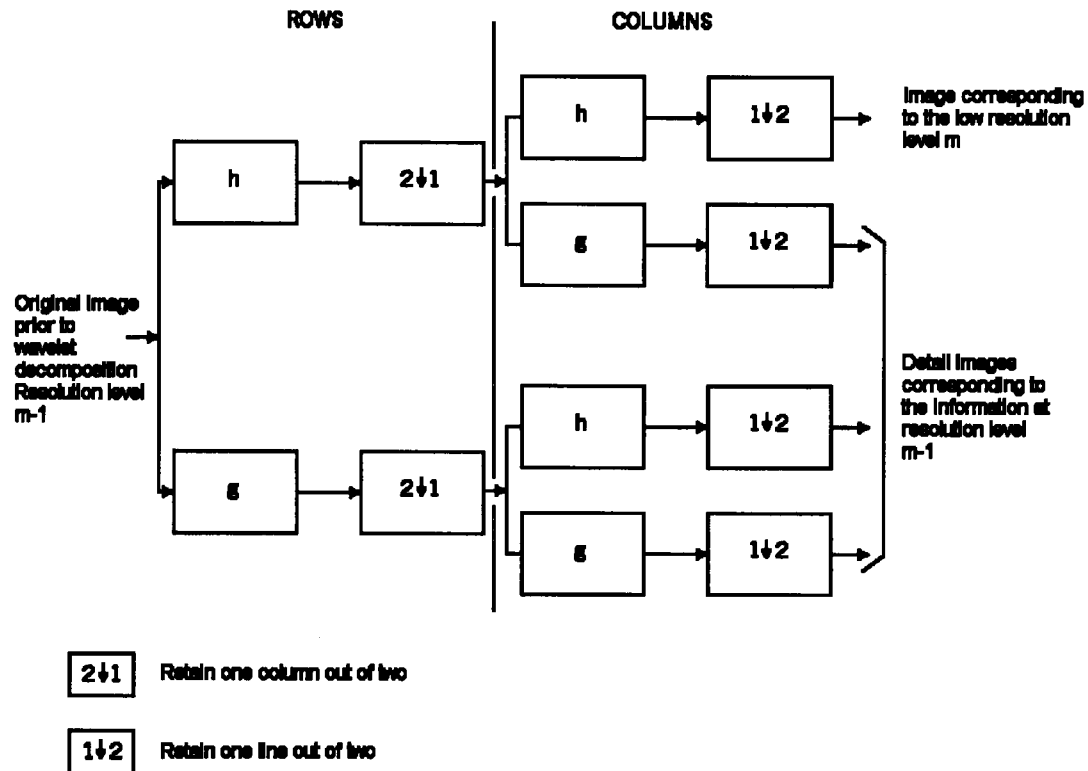 ROWS
COLUMNS
h
2↓1
h
1↓2
Image corresponding
to the low resolution
level m
g
1↓2
Original image
prior to
wavelet
decomposition
Resolution level
m-1
Detail images
corresponding to
the information at
resolution level
m-1
g
2↓1
h
1↓2
g
1↓2
2↓1 Retain one column out of two
1↓2 Retain one line out of two